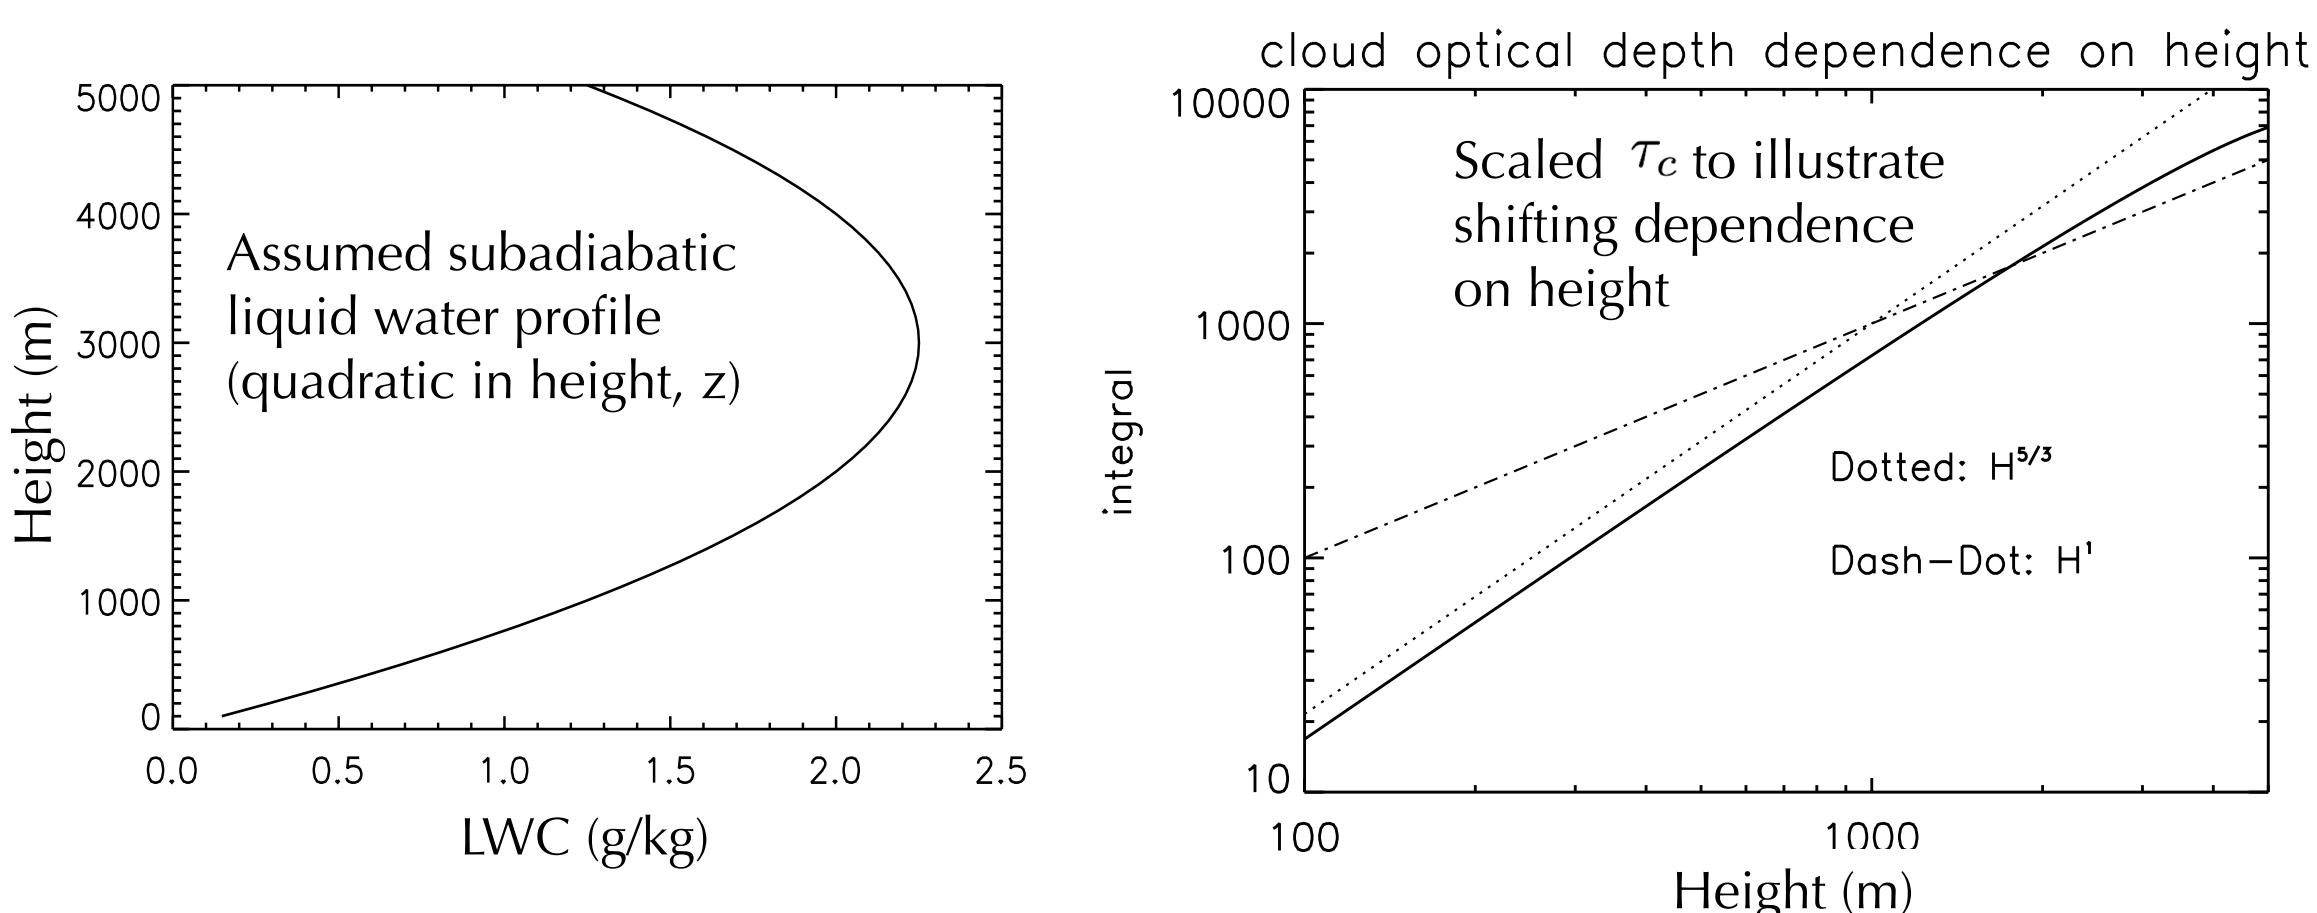 5000
4000
3000
2000
1000
0
Height (m)
Assumed subadiabatic
liquid water profile
(quadratic in height, z)
0.0 0.5 1.0 1.5 2.0 2.5
LWC (g/kg)
cloud optical depth dependence on height
10000
1000
100
10
integral
Scaled τc to illustrate
shifting dependence
on height
Dotted: H^5/3
Dash-Dot: H^1
100 1000
Height (m)